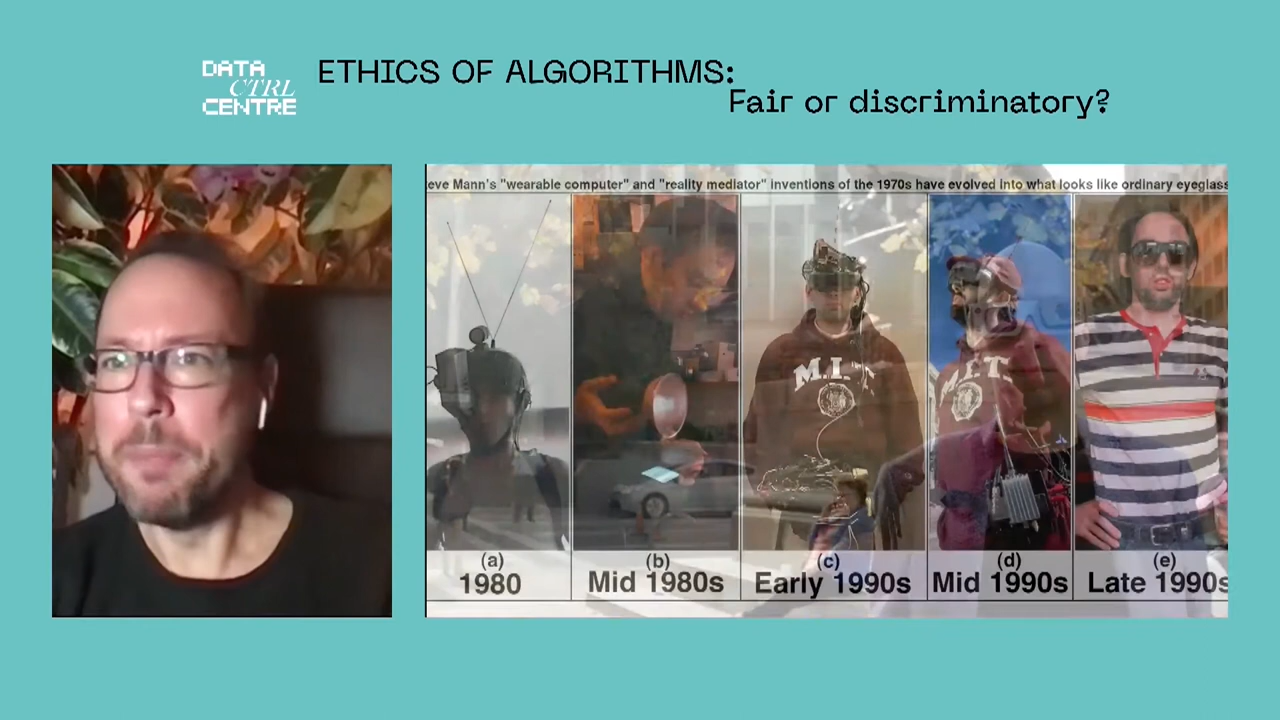 DATA
CTRL
CENTRE
ETHICS OF ALGORITHMS:
Fair or discriminatory?
eve Mann's "wearable computer" and "reality mediator" inventions of the 1970s have evolved into what looks like ordinary eyeglass
M.I.T.
M.I.T.
(a)
1980
(b)
Mid 1980s
(c)
Early 1990s
(d)
Mid 1990s
(e)
Late 1990s